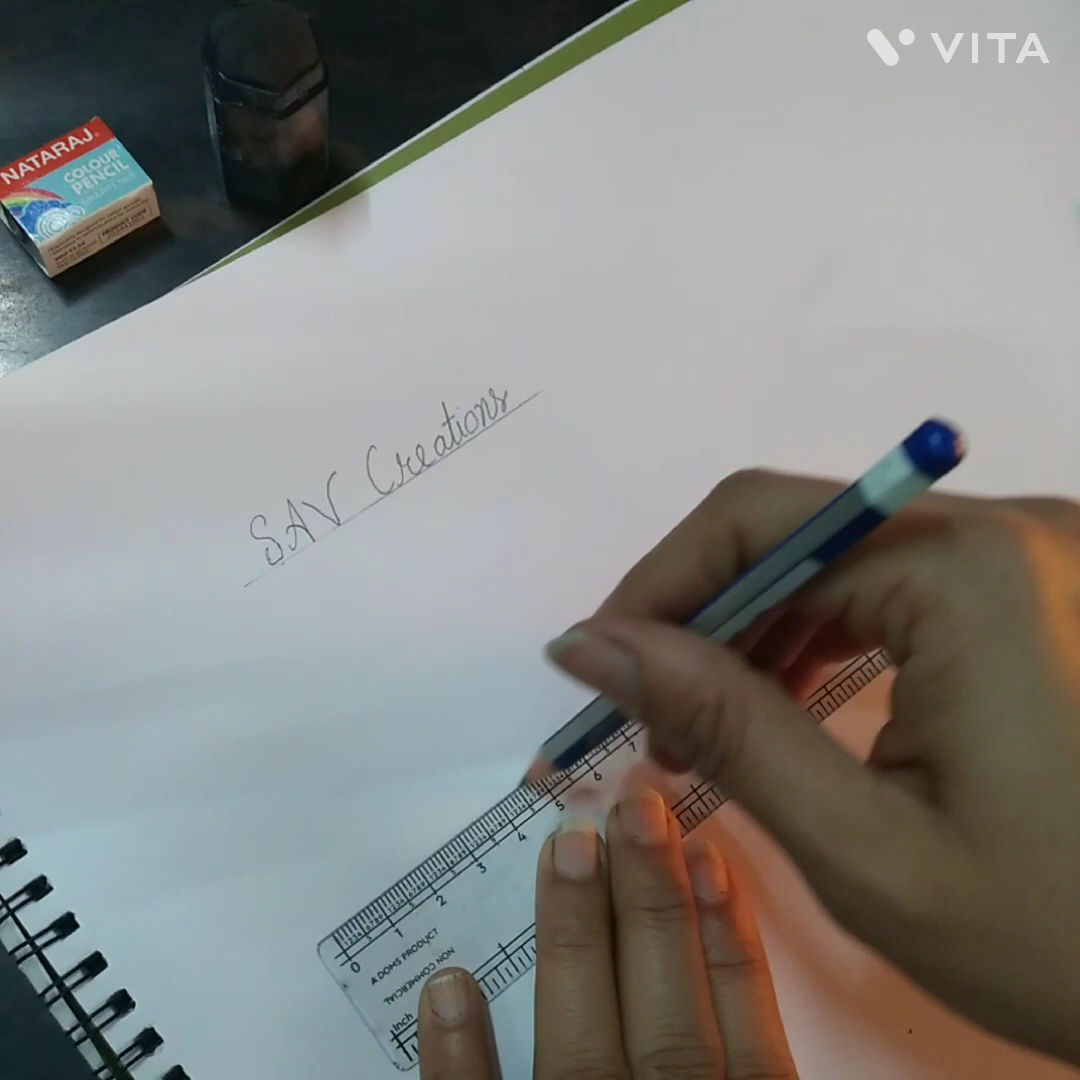 VITA
NATARAJ
COLOUR
PENCIL
SHARPENER
SAV Creations
0 1 2 3 4 5 6 7
A DOMS PRODUCT
NON COMMERCIAL
Inch